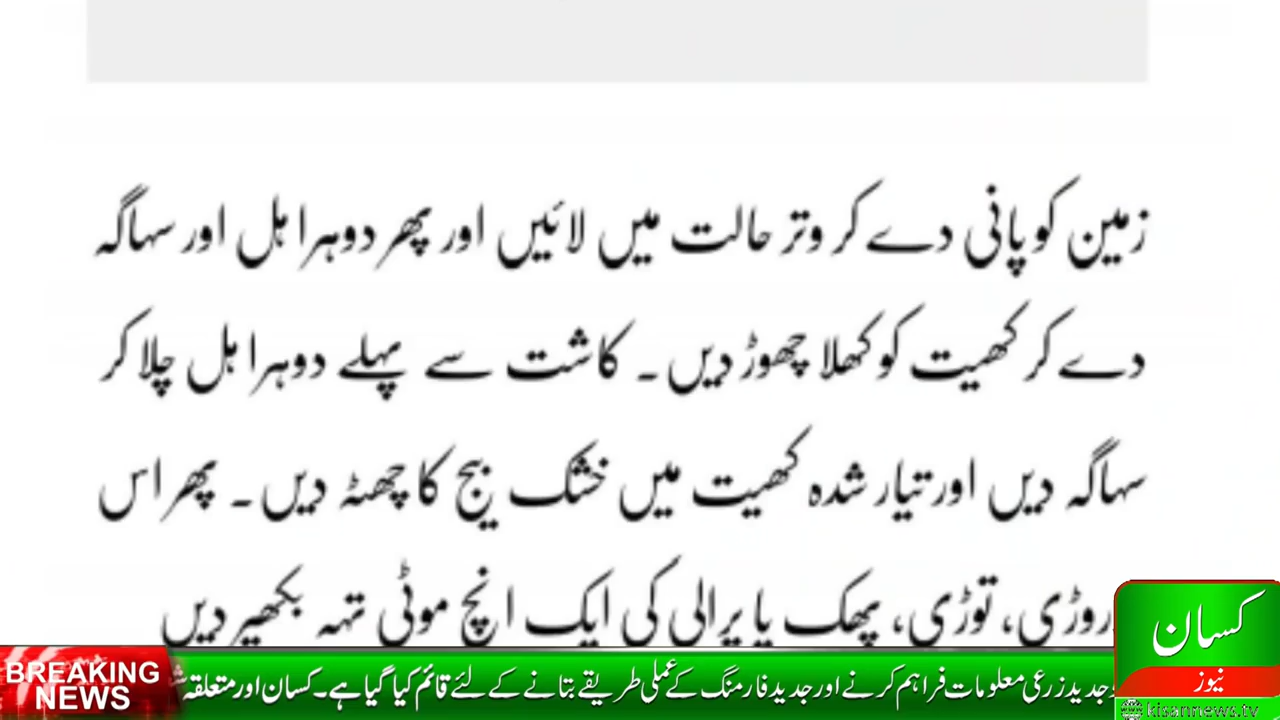 زمین کو پانی دے کر وتر حالت میں لائیں اور پھر دوہرا ہل اور سہاگہ
دے کر کھیت کو کھلا چھوڑ دیں۔ کاشت سے پہلے دوہرا ہل چلا کر
سہاگہ دیں اور تیار شدہ کھیت میں خشک بیج کا چھٹہ دیں۔ پھر اس
روڑی، توڑی، پھک یا پرالی کی ایک انچ موٹی تہہ بکھیر دیں
کسان
نیوز
BREAKING
NEWS
جدید زرعی معلومات فراہم کرنے اور جدید فارمنگ کے عملی طریقے بتانے کے لئے قائم کیا گیا ہے۔ کسان اور متعلقہ
kisannews.tv